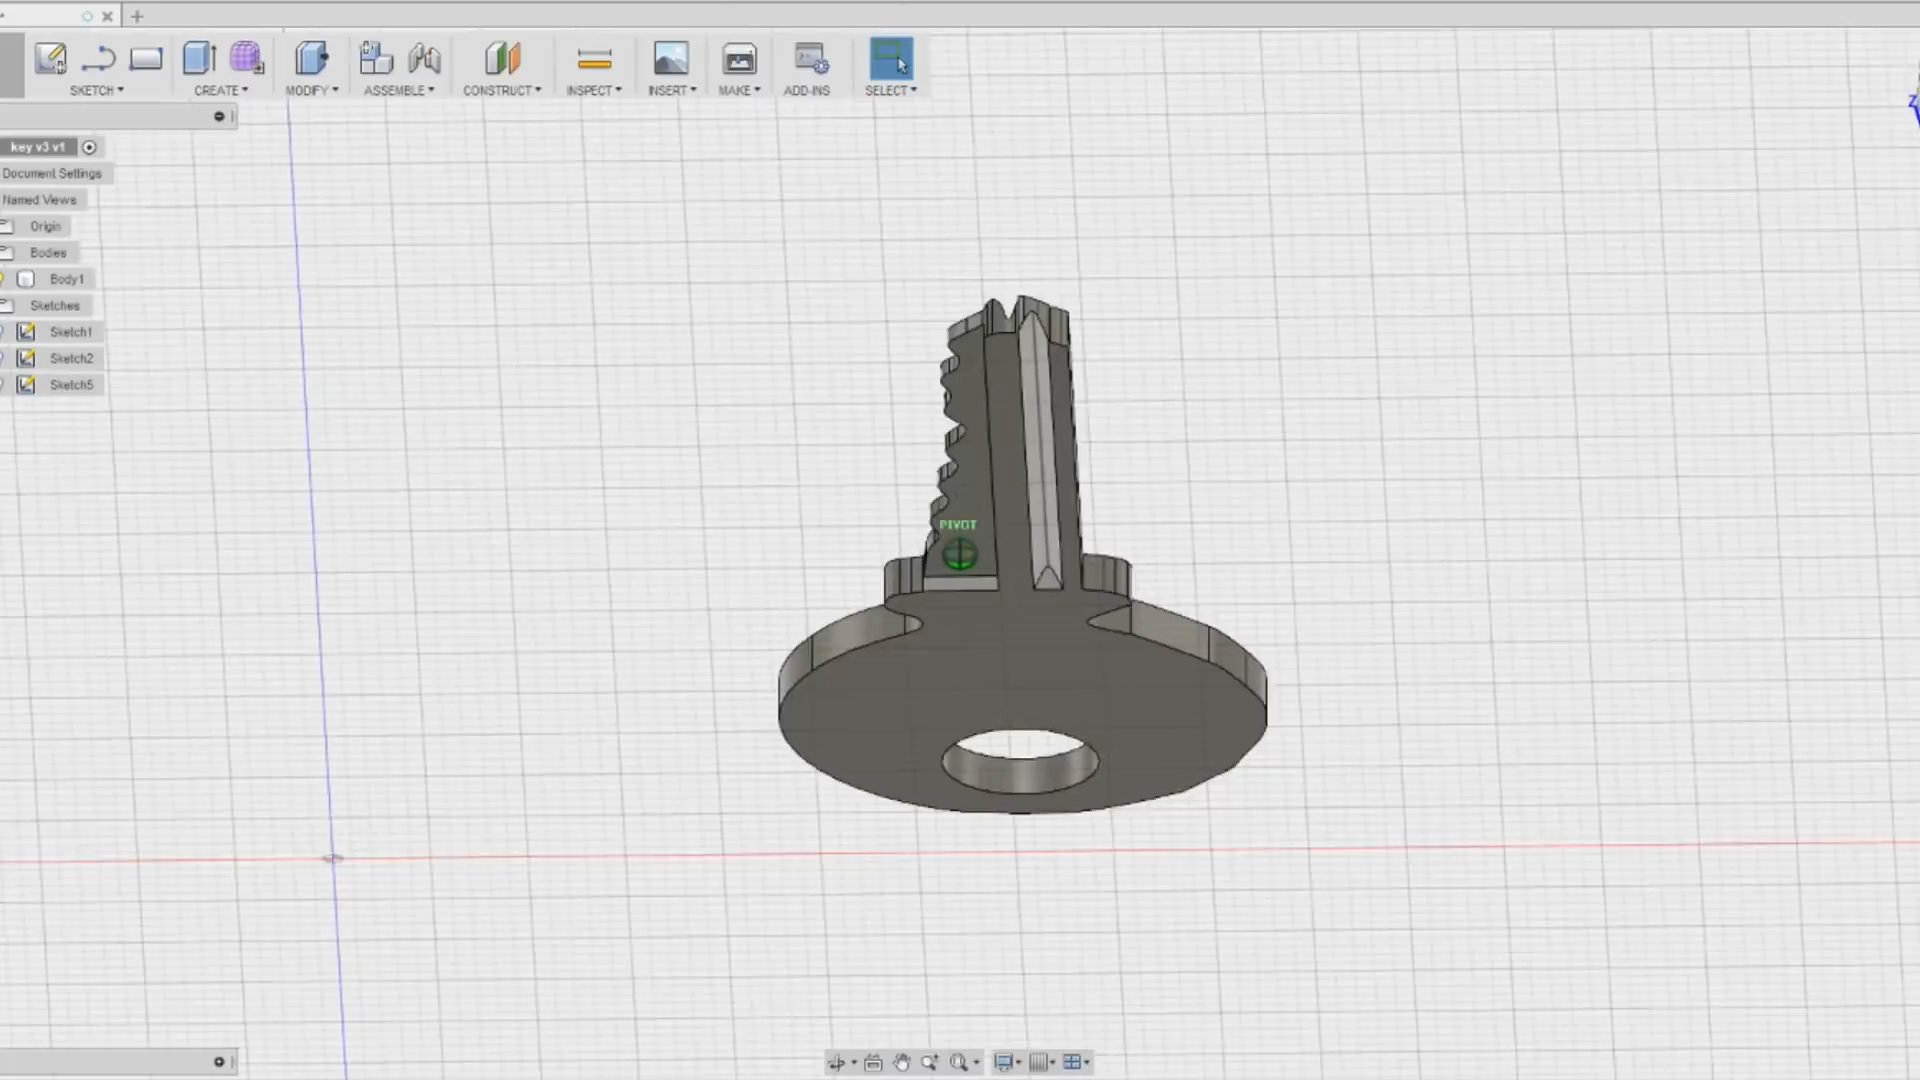 SKETCH CREATE MODIFY ASSEMBLE CONSTRUCT INSPECT INSERT MAKE ADD-INS SELECT
key v3 v1
Document Settings
Named Views
Origin
Bodies
Body1
Sketches
Sketch1
Sketch2
Sketch5
PIVOT
Z